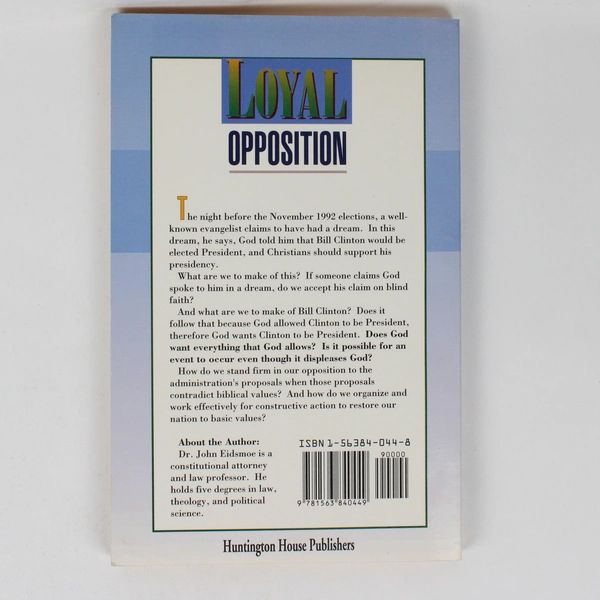 LOYAL
OPPOSITION
The night before the November 1992 elections, a well-
known evangelist claims to have had a dream. In this
dream, he says, God told him that Bill Clinton would be
elected President, and Christians should support his
presidency.
What are we to make of this? If someone claims God
spoke to him in a dream, do we accept his claim on blind
faith?
And what are we to make of Bill Clinton? Does it
follow that because God allowed Clinton to be President,
therefore God wants Clinton to be President. Does God
want everything that God allows? Is it possible for an
event to occur even though it displeases God?
How do we stand firm in our opposition to the
administration's proposals when those proposals
contradict biblical values? And how do we organize and
work effectively for constructive action to restore our
nation to basic values?
About the Author:
Dr. John Eidsmoe is a
constitutional attorney
and law professor. He
holds five degrees in law,
theology, and political
science.
ISBN 1-56384-044-8
90000
9 781563 840449
Huntington House Publishers